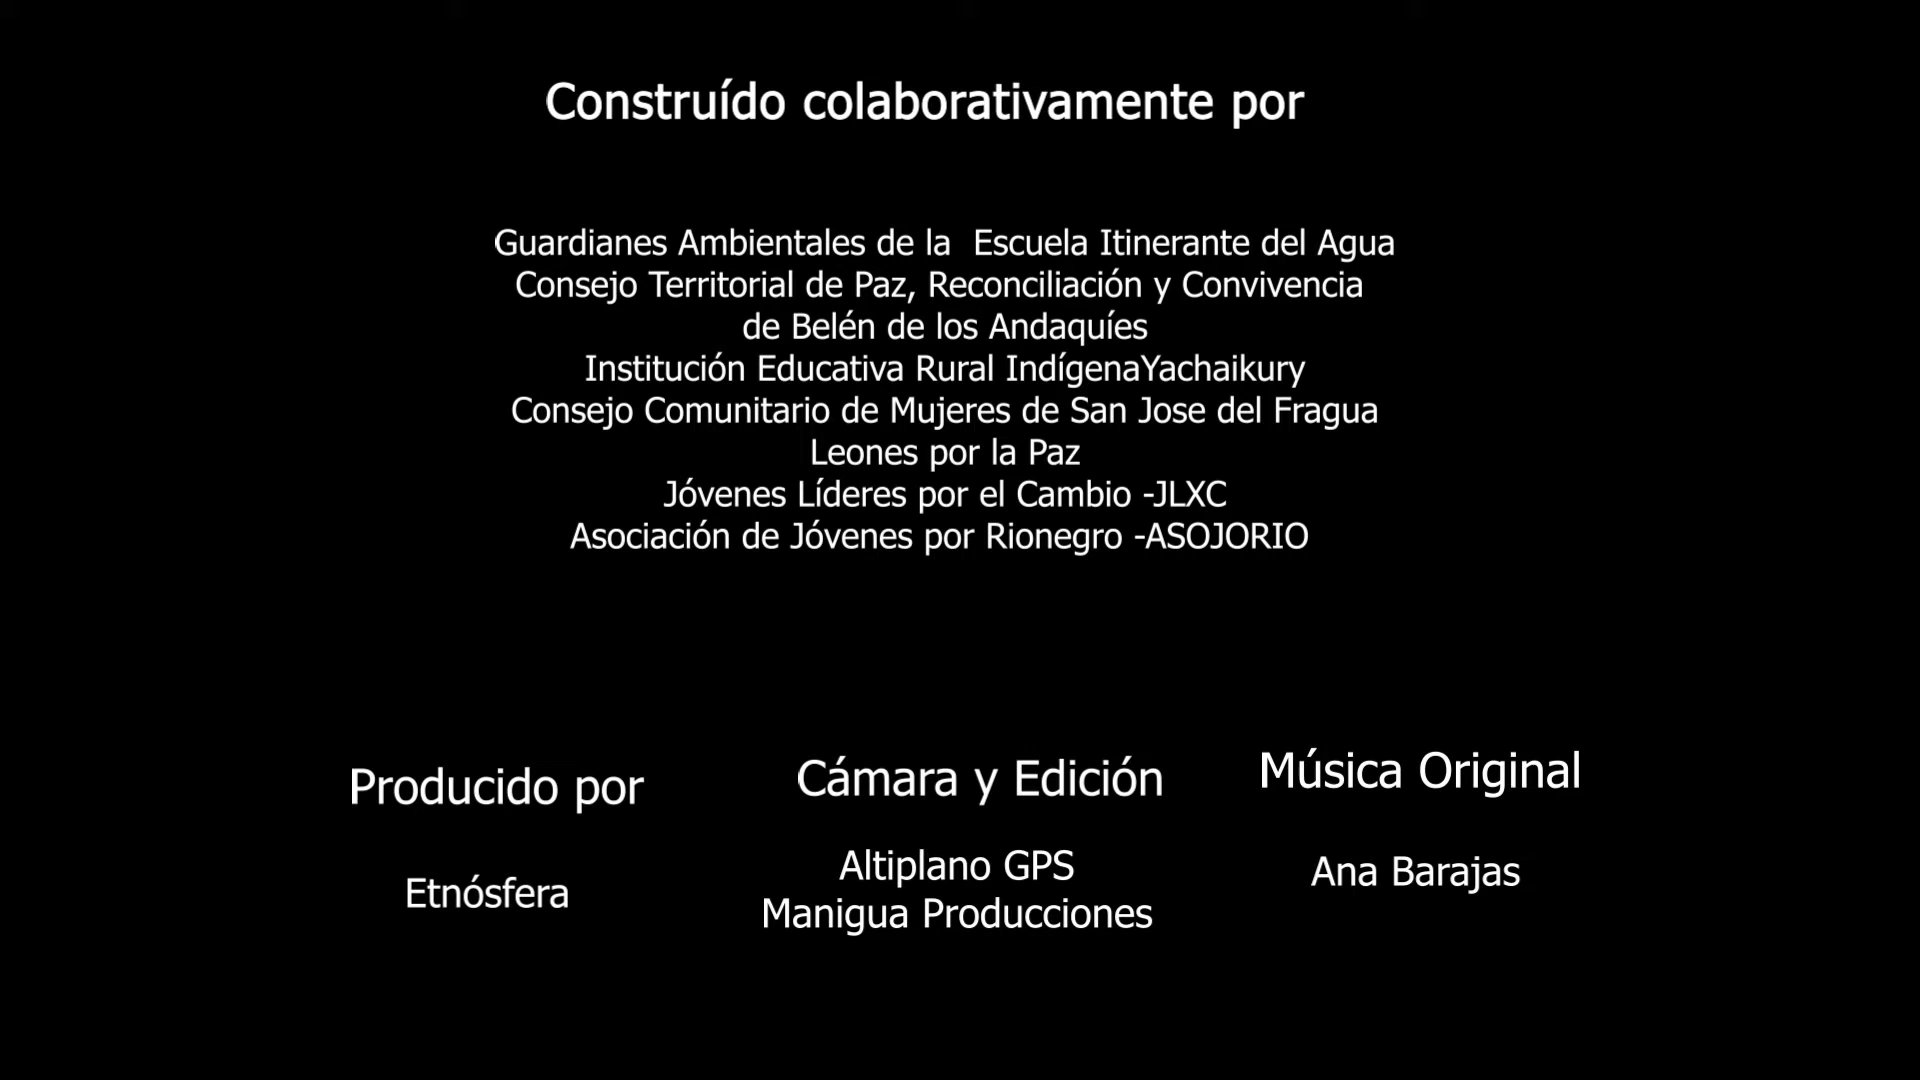 Construído colaborativamente por
Guardianes Ambientales de la  Escuela Itinerante del Agua
Consejo Territorial de Paz, Reconciliación y Convivencia
de Belén de los Andaquíes
Institución Educativa Rural IndígenaYachaikury
Consejo Comunitario de Mujeres de San Jose del Fragua
Leones por la Paz
Jóvenes Líderes por el Cambio -JLXC
Asociación de Jóvenes por Rionegro -ASOJORIO
Producido por
Etnósfera
Cámara y Edición
Altiplano GPS
Manigua Producciones
Música Original
Ana Barajas